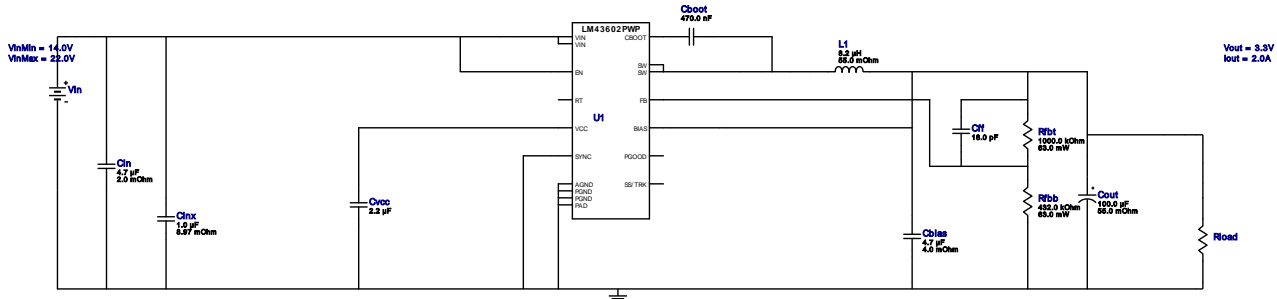 VinMin = 14.0V
VinMax = 22.0V
Vin
Cin
4.7 µF
2.0 mOhm
Cinx
1.0 µF
8.97 mOhm
Cvcc
2.2 µF
LM43602PWP
VIN
VIN
EN
RT
VCC
SYNC
AGND
PGND
PGND
PAD
U1
CBOOT
SW
SW
FB
BIAS
PGOOD
SS/TRK
Cboot
470.0 nF
L1
8.2 µH
55.0 mOhm
Cff
18.0 pF
Rfbt
1000.0 kOhm
63.0 mW
Rfbb
432.0 kOhm
63.0 mW
Cbias
4.7 µF
4.0 mOhm
Cout
100.0 µF
55.0 mOhm
Rload
Vout = 3.3V
Iout = 2.0A